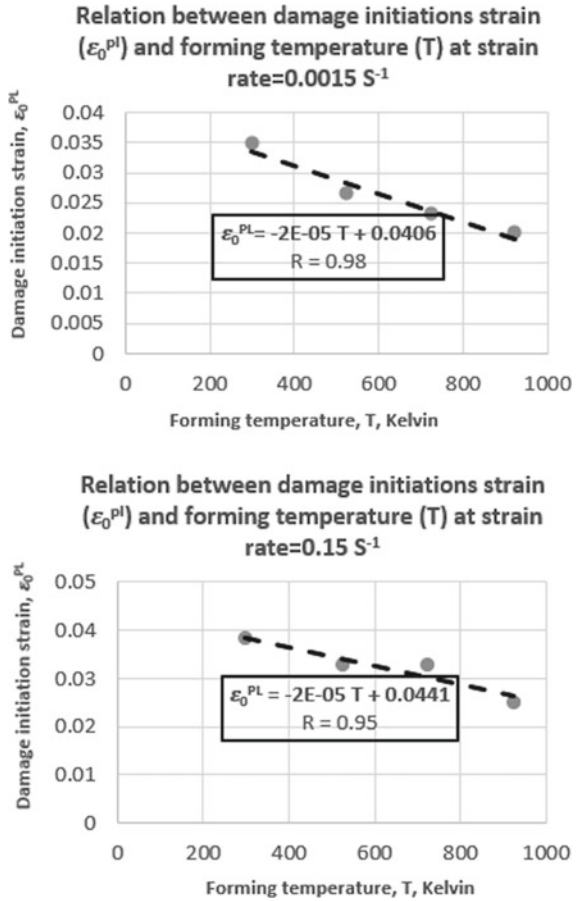 Relation between damage initiations strain
(ε₀ᵖˡ) and forming temperature (T) at strain
rate=0.0015 S⁻¹
Damage initiation strain, ε₀ᴾᴸ
0.04
0.035
0.03
0.025
0.02
0.015
0.01
0.005
0
ε₀ᴾᴸ= -2E-05 T + 0.0406
R = 0.98
0 200 400 600 800 1000
Forming temperature, T, Kelvin
Relation between damage initiations strain
(ε₀ᵖˡ) and forming temperature (T) at strain
rate=0.15 S⁻¹
Damage initiation strain, ε₀ᴾᴸ
0.05
0.04
0.03
0.02
0.01
0
ε₀ᴾᴸ = -2E-05 T + 0.0441
R = 0.95
0 200 400 600 800 1000
Forming temperature, T, Kelvin